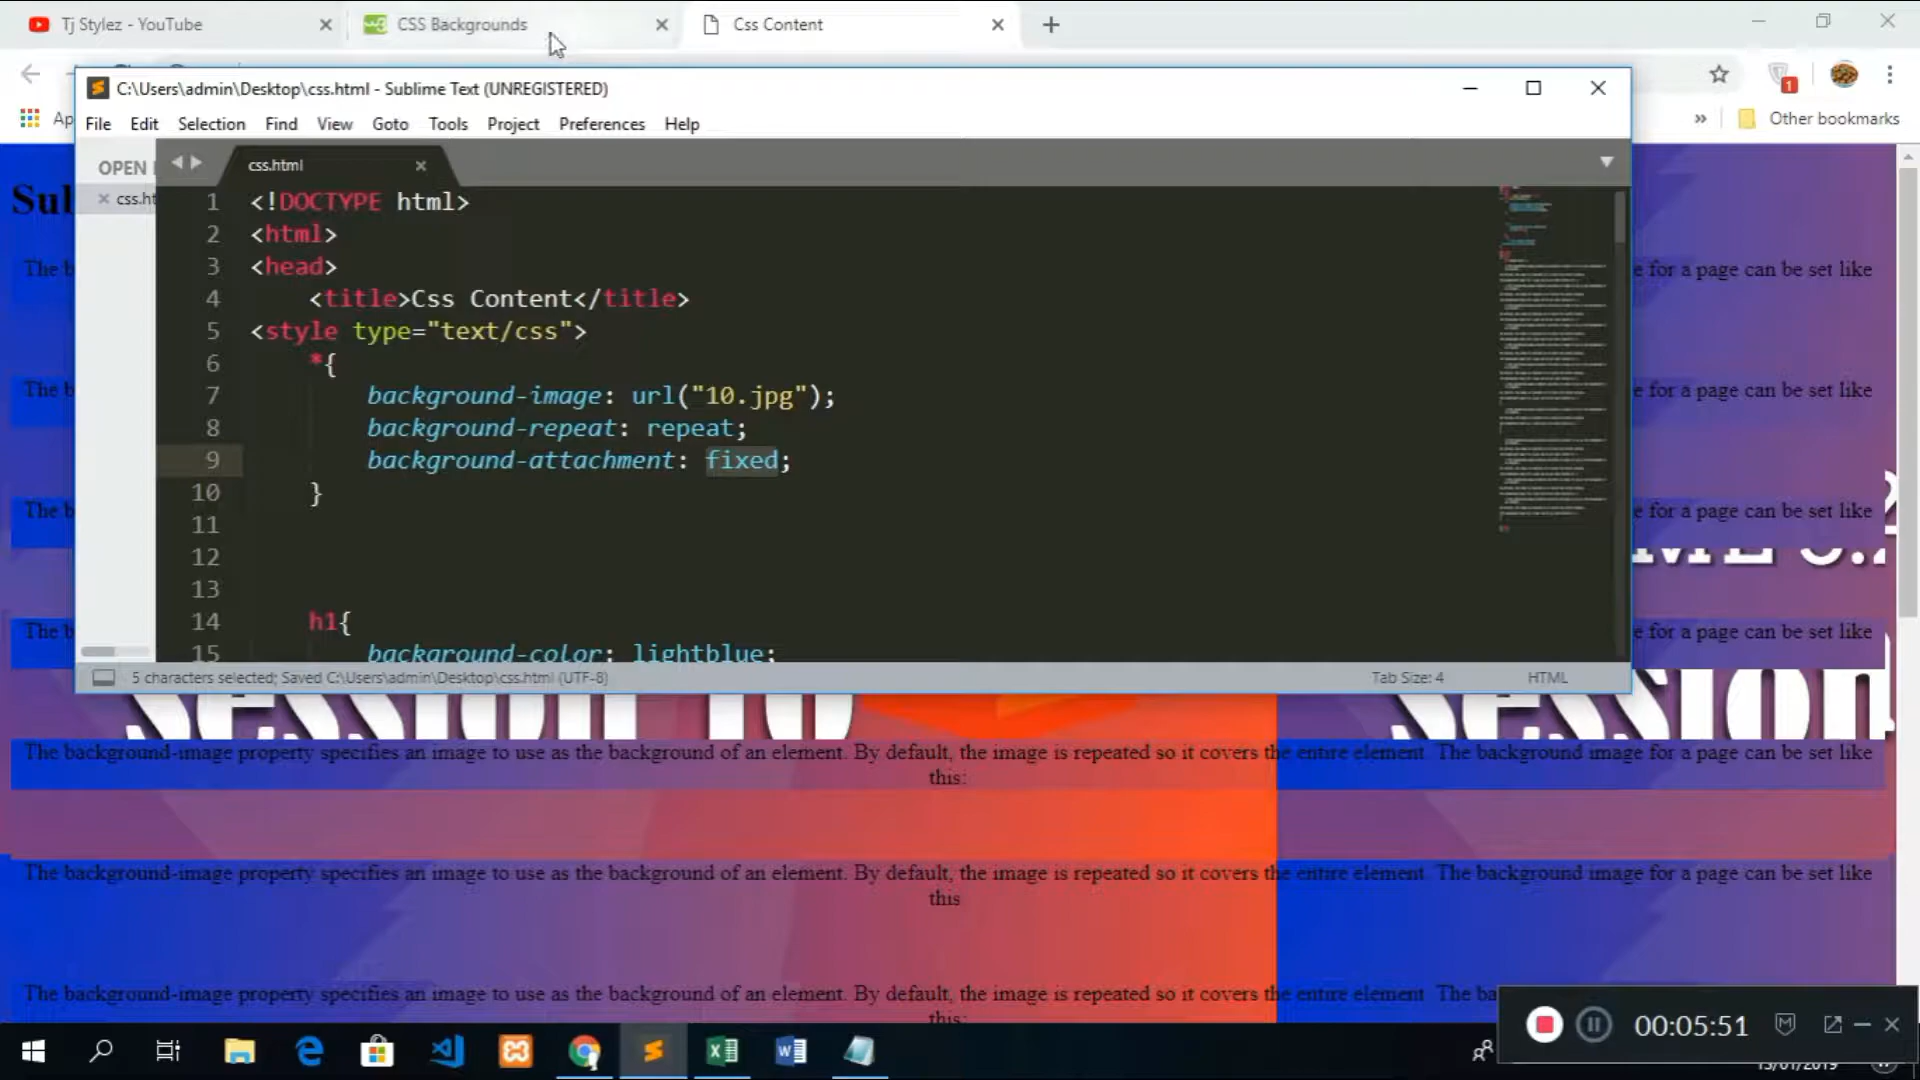 Tj Stylez - YouTube
CSS Backgrounds
Css Content
C:\Users\admin\Desktop\css.html - Sublime Text (UNREGISTERED)
File Edit Selection Find View Goto Tools Project Preferences Help
1
» Other bookmarks
OPEN
css.html
1 <!DOCTYPE html>
2 <html>
3 <head>
4 <title>Css Content</title>
5 <style type="text/css">
6 *{
7 background-image: url("10.jpg");
8 background-repeat: repeat;
9 background-attachment: fixed;
10 }
11
12
13
14 h1{
15 background-color: lightblue;
5 characters selected; Saved C:\Users\admin\Desktop\css.html (UTF-8)
Tab Size: 4
HTML
e for a page can be set like
e for a page can be set like
e for a page can be set like
e for a page can be set like
SESSION 10
SESSION
The background-image property specifies an image to use as the background of an element. By default, the image is repeated so it covers the entire element. The background image for a page can be set like
this:
The background-image property specifies an image to use as the background of an element. By default, the image is repeated so it covers the entire element. The background image for a page can be set like
this
The background-image property specifies an image to use as the background of an element. By default, the image is repeated so it covers the entire element. The
this:
00:05:51
13/01/2019